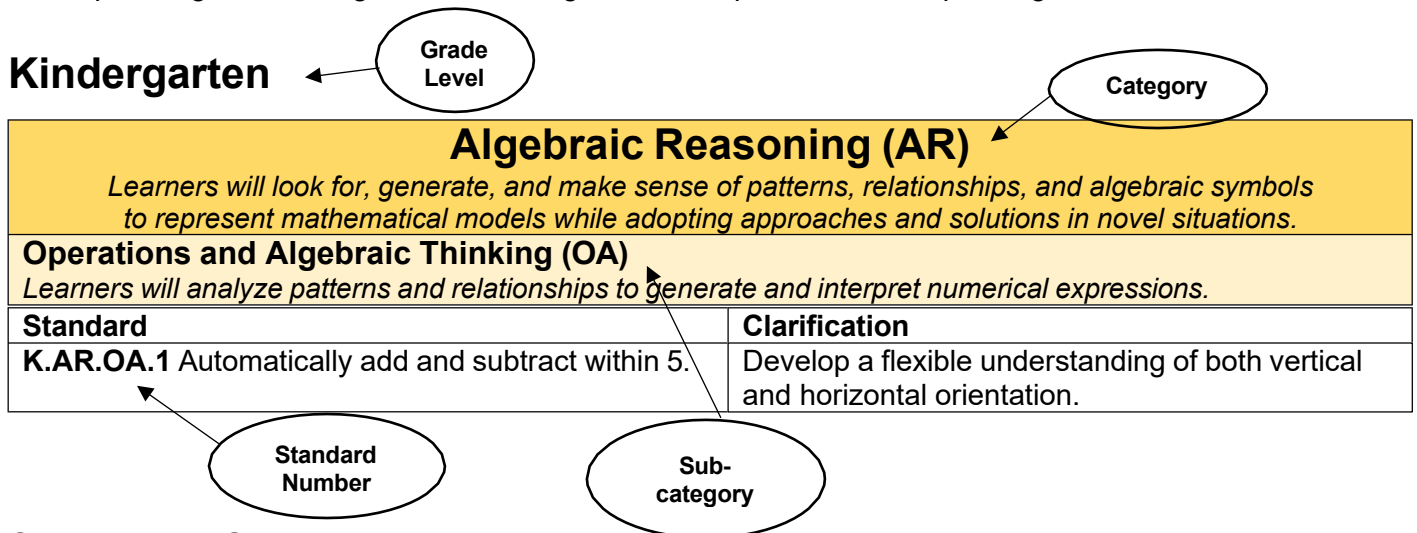 Grade
Level
Kindergarten
Category
Algebraic Reasoning (AR)
Learners will look for, generate, and make sense of patterns, relationships, and algebraic symbols
to represent mathematical models while adopting approaches and solutions in novel situations.
Operations and Algebraic Thinking (OA)
Learners will analyze patterns and relationships to generate and interpret numerical expressions.
Standard
Clarification
K.AR.OA.1 Automatically add and subtract within 5.
Develop a flexible understanding of both vertical
and horizontal orientation.
Standard
Number
Sub-
category